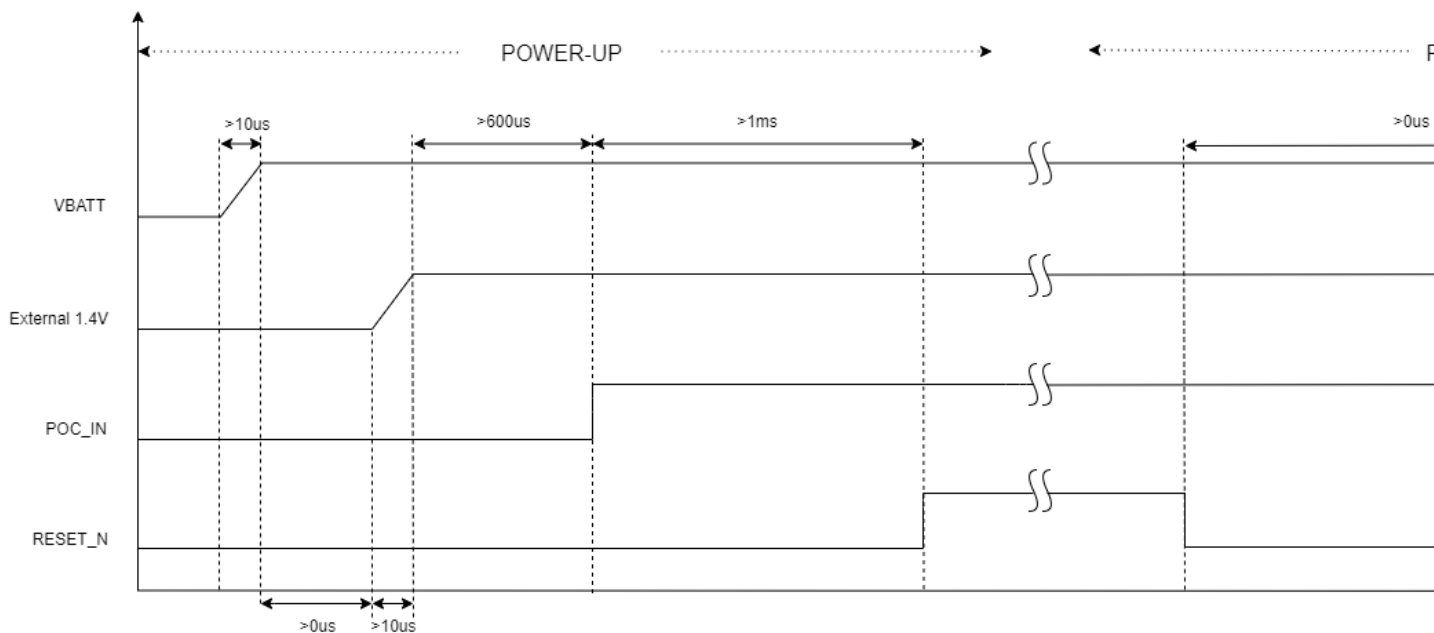 POWER-UP
P
>10us
>600us
>1ms
>0us
VBATT
External 1.4V
POC_IN
RESET_N
>0us
>10us